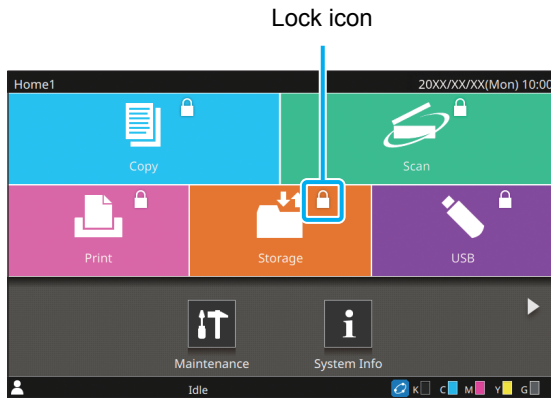 Lock icon
Home1 20XX/XX/XX(Mon) 10:00
Copy Scan
Print Storage USB
Maintenance System Info
Idle K C M Y G